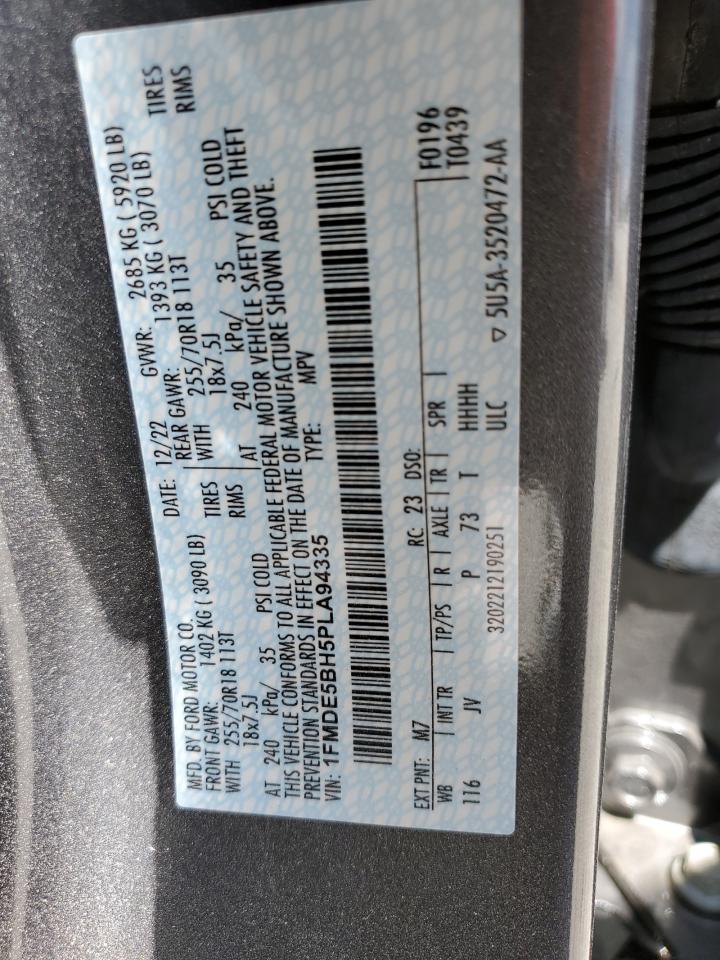 MFD. BY FORD MOTOR CO. DATE: 12/22 GVWR: 2685 KG ( 5920 LB)
FRONT GAWR: 1402 KG ( 3090 LB) REAR GAWR: 1393 KG ( 3070 LB)
WITH 255/70R18 113T TIRES WITH 255/70R18 113T TIRES
18x7.5J RIMS 18x7.5J RIMS
AT 240 kPa/ 35 PSI COLD AT 240 kPa/ 35 PSI COLD
THIS VEHICLE CONFORMS TO ALL APPLICABLE FEDERAL MOTOR VEHICLE SAFETY AND THEFT
PREVENTION STANDARDS IN EFFECT ON THE DATE OF MANUFACTURE SHOWN ABOVE.
VIN: 1FMDE5BH5PLA94335 TYPE: MPV
EXT PNT: M7 RC: 23 DSO: F0196
WB INT TR TP/PS R AXLE TR SPR T0439
116 JV P 73 T HHHH
3202212190251 ULC ▽ 5U5A-3520472-AA